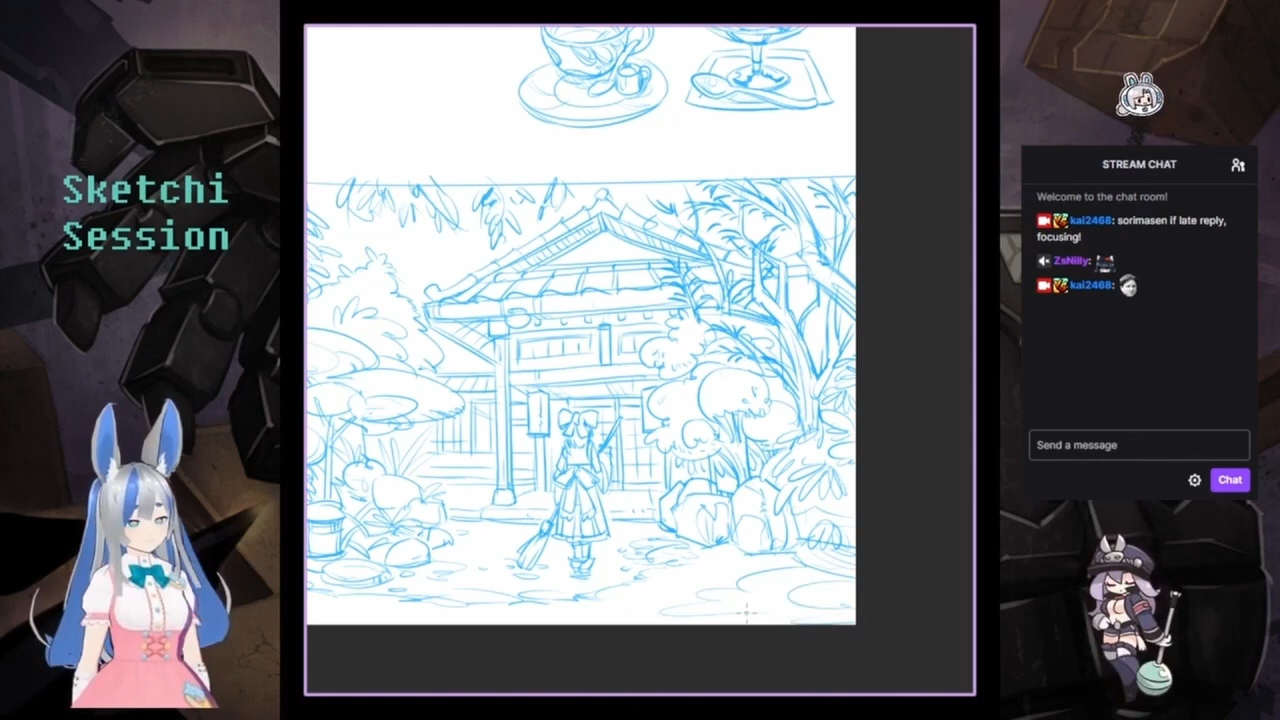 Sketchi
Session
STREAM CHAT
Welcome to the chat room!
kai2468: sorimasen if late reply,
focusing!
ZsNilly:
kai2468:
Send a message
Chat